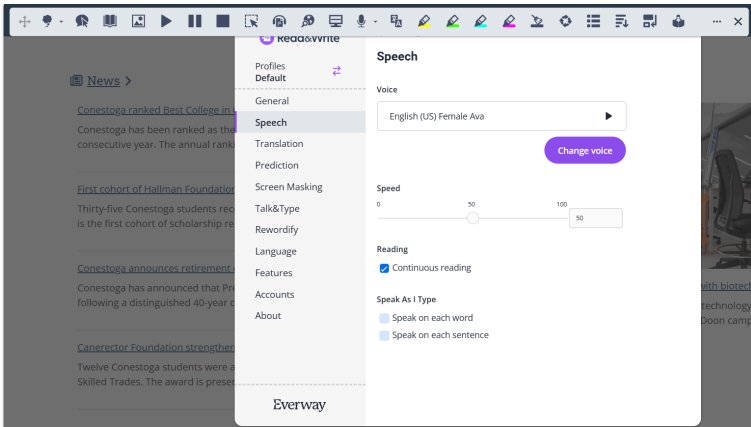 Read&Write
Profiles
Default
General
Speech
Translation
Prediction
Screen Masking
Talk&Type
Rewordify
Language
Features
Accounts
About
Everway
Speech
Voice
English (US) Female Ava
Change voice
Speed
0 50 100
50
Reading
Continuous reading
Speak As I Type
Speak on each word
Speak on each sentence
News >
Conestoga ranked Best College in
Conestoga has been ranked as the
consecutive year. The annual ranki
First cohort of Hallman Foundation
Thirty-five Conestoga students rec
is the first cohort of scholarship re
Conestoga announces retirement
Conestoga has announced that Pre
following a distinguished 40-year c
Canerector Foundation strengthen
Twelve Conestoga students were a
Skilled Trades. The award is presen
with biotech
technology
Doon camp